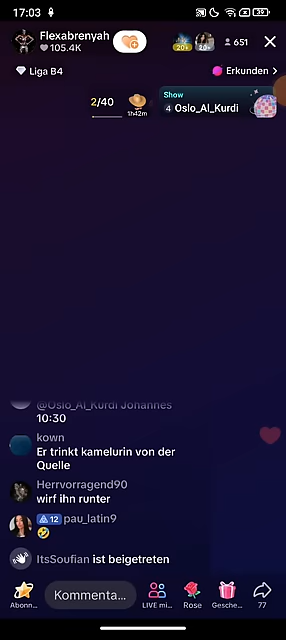 17:03
39
Flexabrenyah
105.4K
20+
20+
651
Liga B4
Erkunden
2/40
1h42m
Show
4 Oslo_Al_Kurdi
@Oslo_Al_Kurdi Johannes
10:30
kown
Er trinkt kamelurin von der
Quelle
Herrvorragend90
wirf ihn runter
12 pau_latin9
🤣
ItsSoufian ist beigetreten
Abonn...
Kommenta...
LIVE mi...
Rose
Gesche...
77